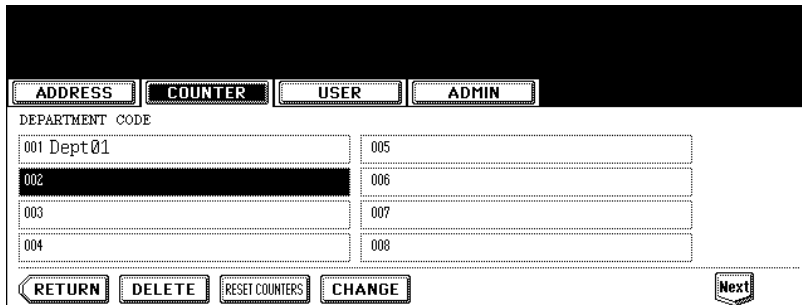 ADDRESS COUNTER USER ADMIN
DEPARTMENT CODE
001 Dept01
002
003
004
005
006
007
008
RETURN DELETE RESET COUNTERS CHANGE Next